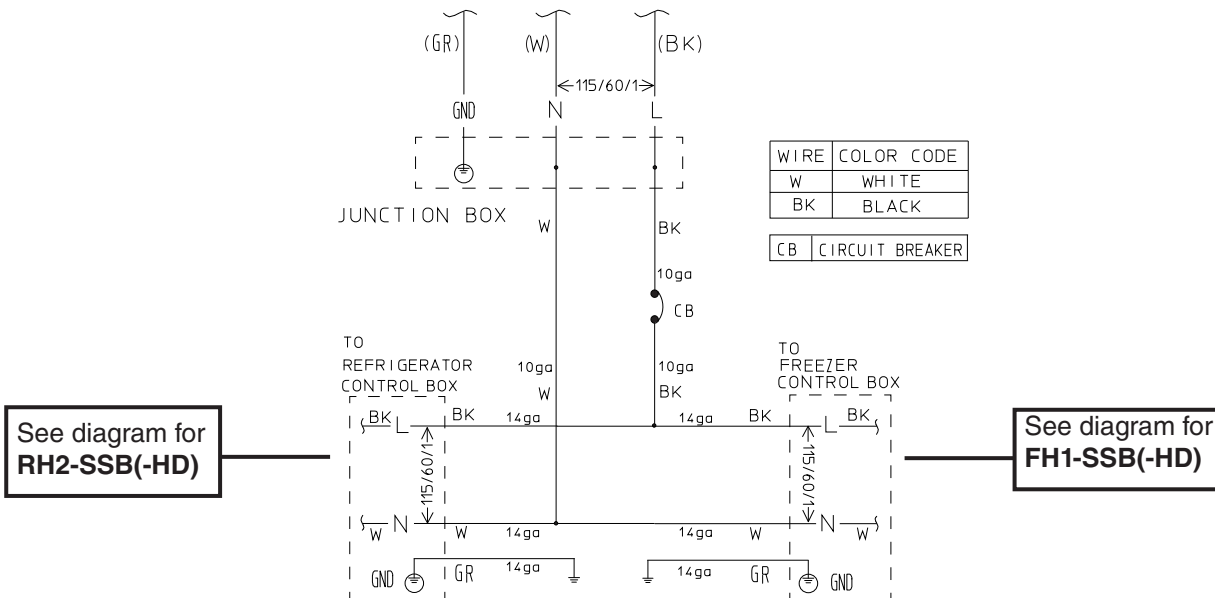 (GR) (W) (BK)
115/60/1
GND N L
JUNCTION BOX
WIRE COLOR CODE
W WHITE
BK BLACK
CB CIRCUIT BREAKER
W BK
10ga
CB
10ga 10ga
W BK
TO
REFRIGERATOR
CONTROL BOX
TO
FREEZER
CONTROL BOX
See diagram for
RH2-SSB(-HD)
BK L BK 14ga 14ga BK L BK
115/60/1 115/60/1
W N W 14ga 14ga W N W
GND GR 14ga 14ga GR GND
See diagram for
FH1-SSB(-HD)